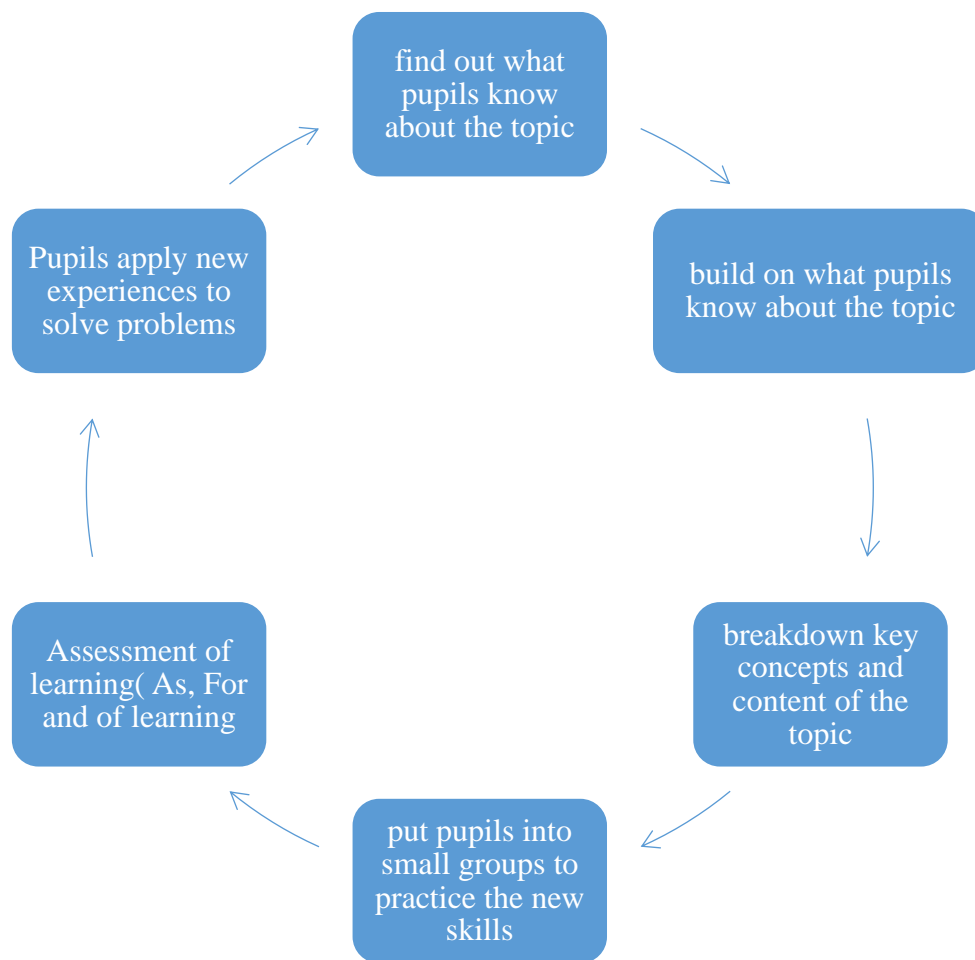 find out what
pupils know
about the topic
build on what pupils
know about the topic
breakdown key
concepts and
content of the
topic
put pupils into
small groups to
practice the new
skills
Assessment of
learning( As, For
and of learning
Pupils apply new
experiences to
solve problems